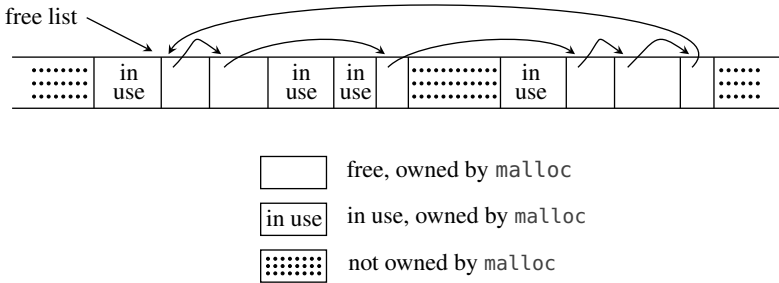 free list
in use
in use
in use
in use
free, owned by malloc
in use
in use, owned by malloc
not owned by malloc